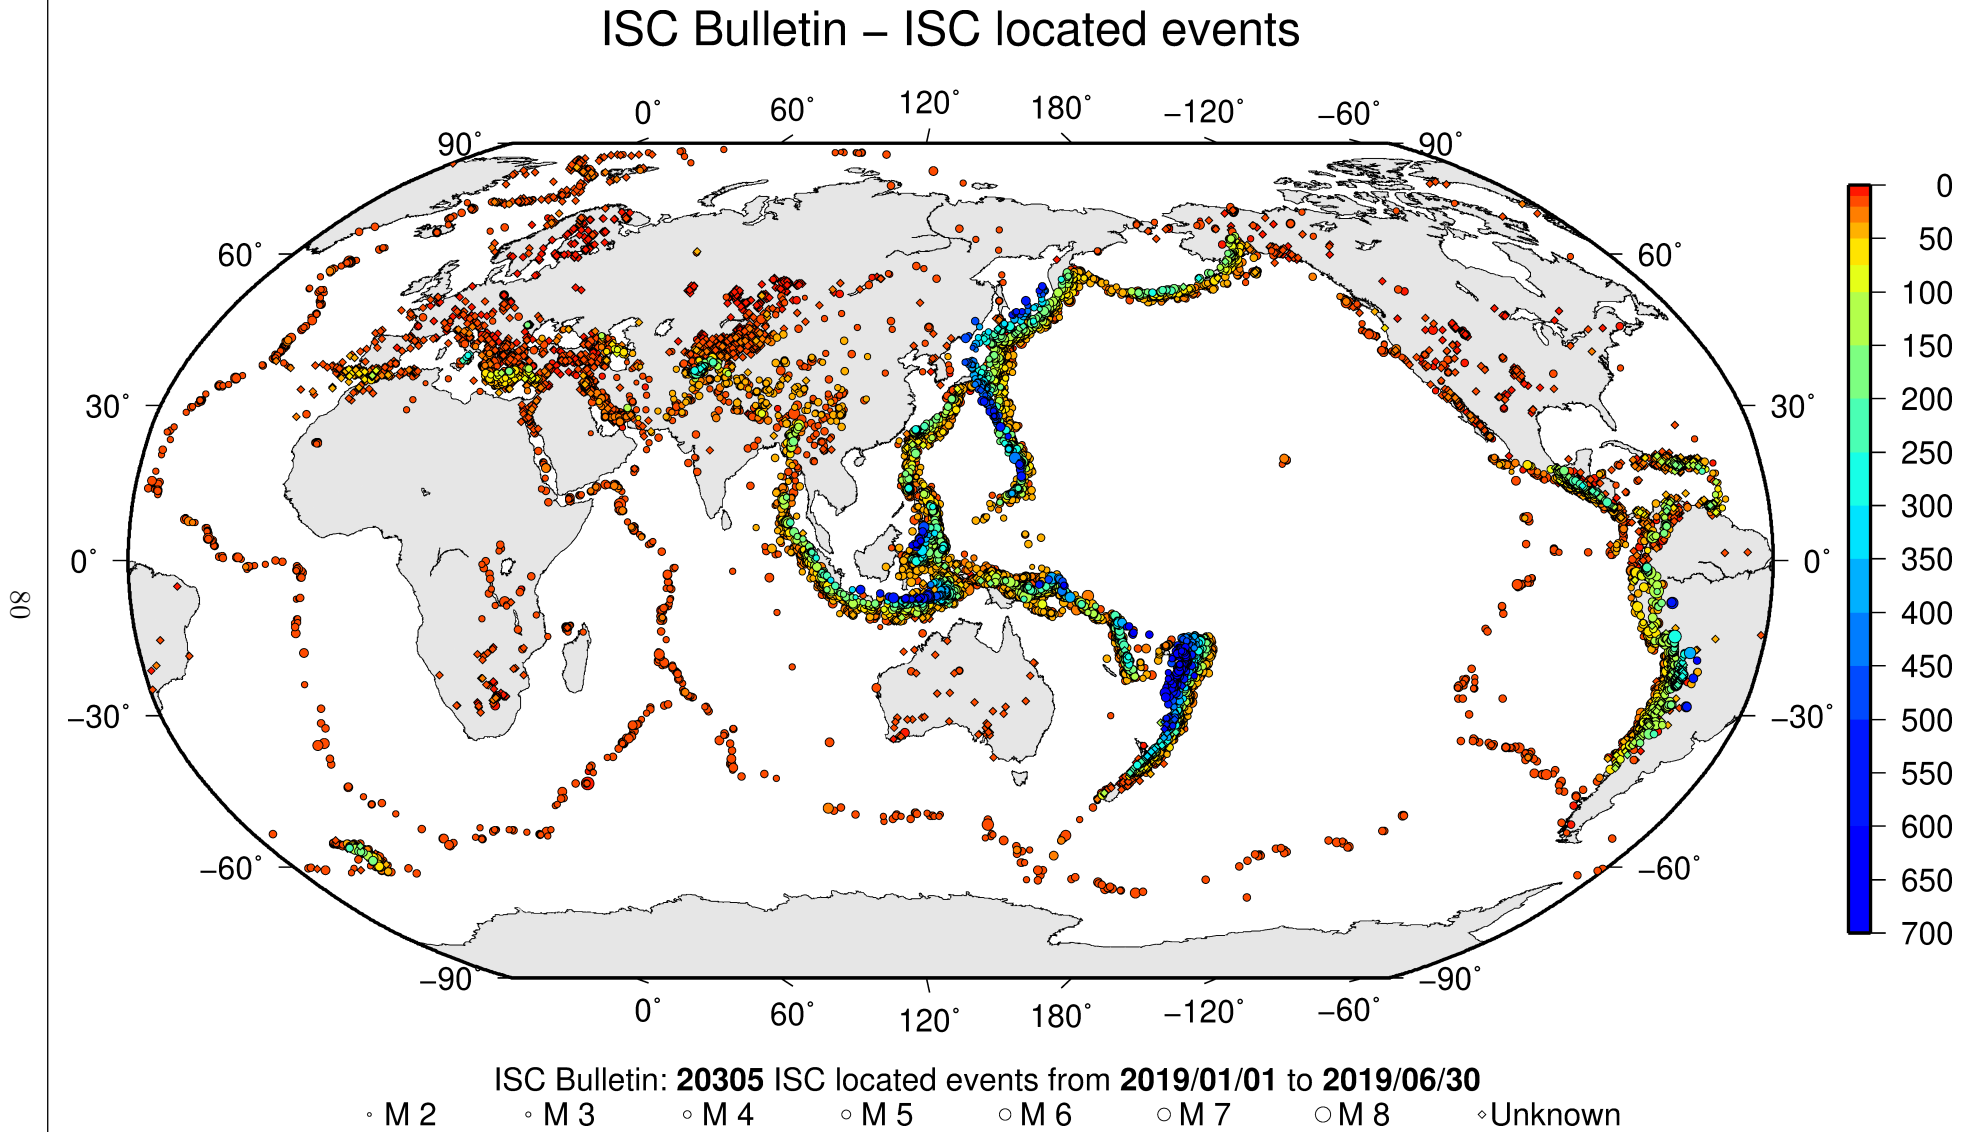 ISC Bulletin – ISC located events
0° 60° 120° 180° −120° −60°
90° 90° 0
60° 60° 50
100
150
30° 30° 200
250
300
0° 0° 350
80
400
450
−30° −30° 500
550
600
−60° −60° 650
700
−90° −90°
0° 60° 120° 180° −120° −60°
ISC Bulletin: 20305 ISC located events from 2019/01/01 to 2019/06/30
M 2 M 3 M 4 M 5 M 6 M 7 M 8 Unknown